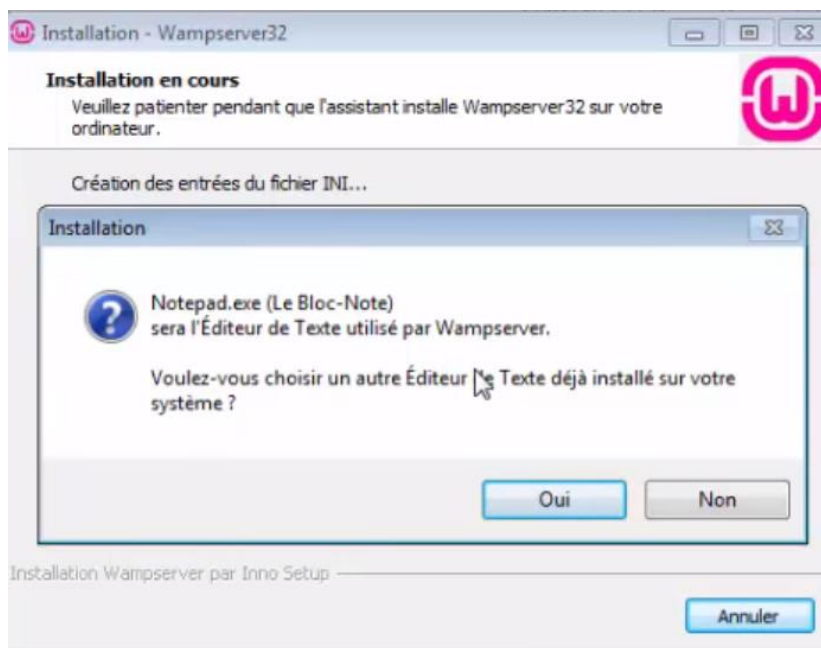 Installation - Wampserver32
Installation en cours
Veuillez patienter pendant que l'assistant installe Wampserver32 sur votre
ordinateur.
Création des entrées du fichier INI...
Installation
Notepad.exe (Le Bloc-Note)
sera l'Éditeur de Texte utilisé par Wampserver.
Voulez-vous choisir un autre Éditeur Texte déjà installé sur votre
système ?
Oui
Non
Installation Wampserver par Inno Setup
Annuler